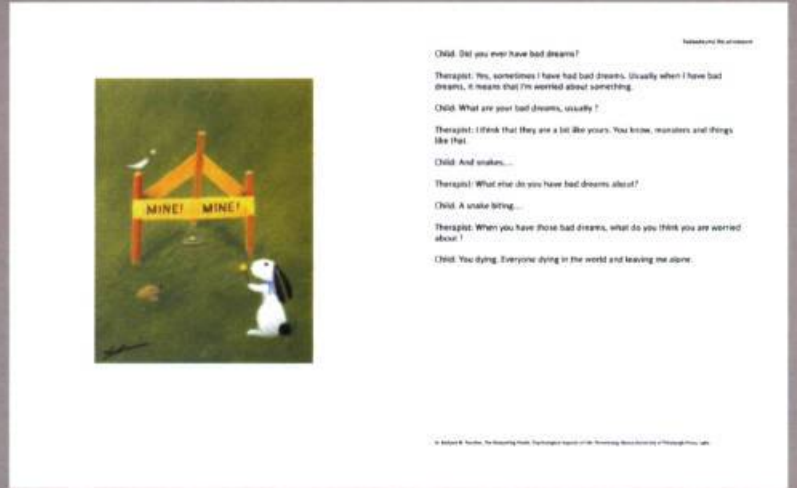 MINE! MINE!
Child: Did you ever have bad dreams?
Therapist: Yes, sometimes I have had bad dreams. Usually when I have bad
dreams, it means that I'm worried about something.
Child: What are your bad dreams, usually ?
Therapist: I think that they are a bit like yours. You know, monsters and things
like that.
Child: And snakes...
Therapist: What else do you have bad dreams about?
Child: A snake biting...
Therapist: When you have those bad dreams, what do you think you are worried
about ?
Child: You dying. Everyone dying in the world and leaving me alone.